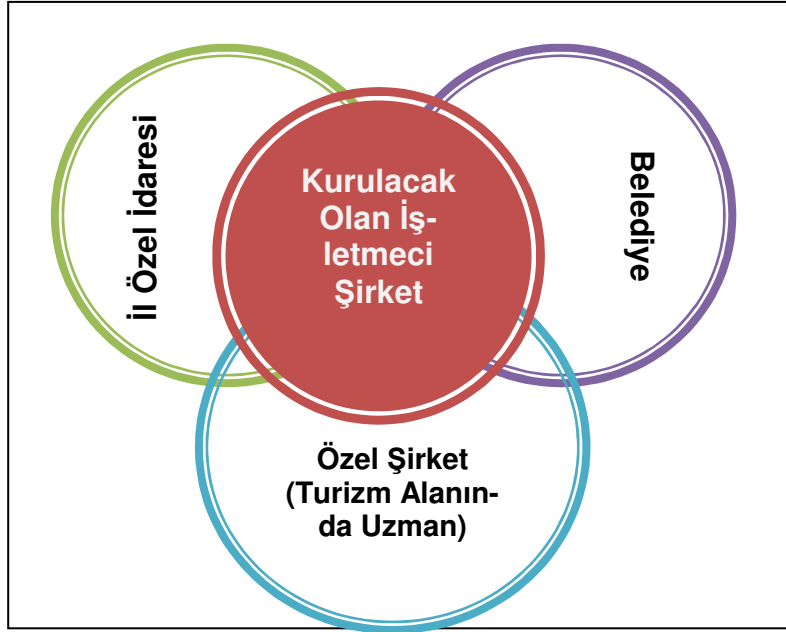 İl Özel İdaresi
Kurulacak
Olan İş-
letmeci
Şirket
Belediye
Özel Şirket
(Turizm Alanın-
da Uzman)